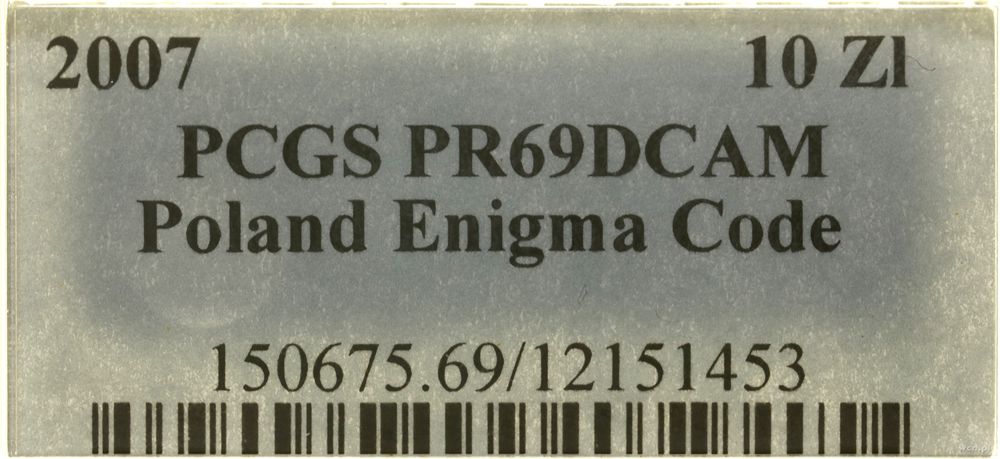 2007 10 Zl
PCGS PR69DCAM
Poland Enigma Code
150675.69/12151453